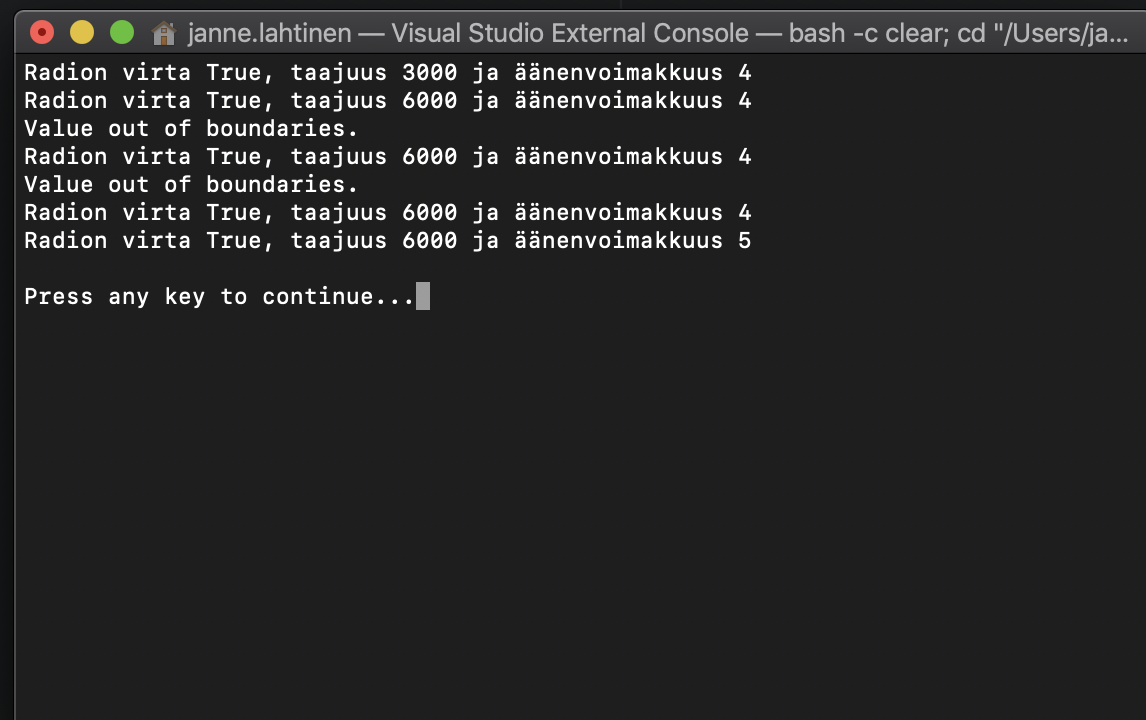 janne.lahtinen — Visual Studio External Console — bash -c clear; cd "/Users/ja...
Radion virta True, taajuus 3000 ja äänenvoimakkuus 4
Radion virta True, taajuus 6000 ja äänenvoimakkuus 4
Value out of boundaries.
Radion virta True, taajuus 6000 ja äänenvoimakkuus 4
Value out of boundaries.
Radion virta True, taajuus 6000 ja äänenvoimakkuus 4
Radion virta True, taajuus 6000 ja äänenvoimakkuus 5
Press any key to continue...